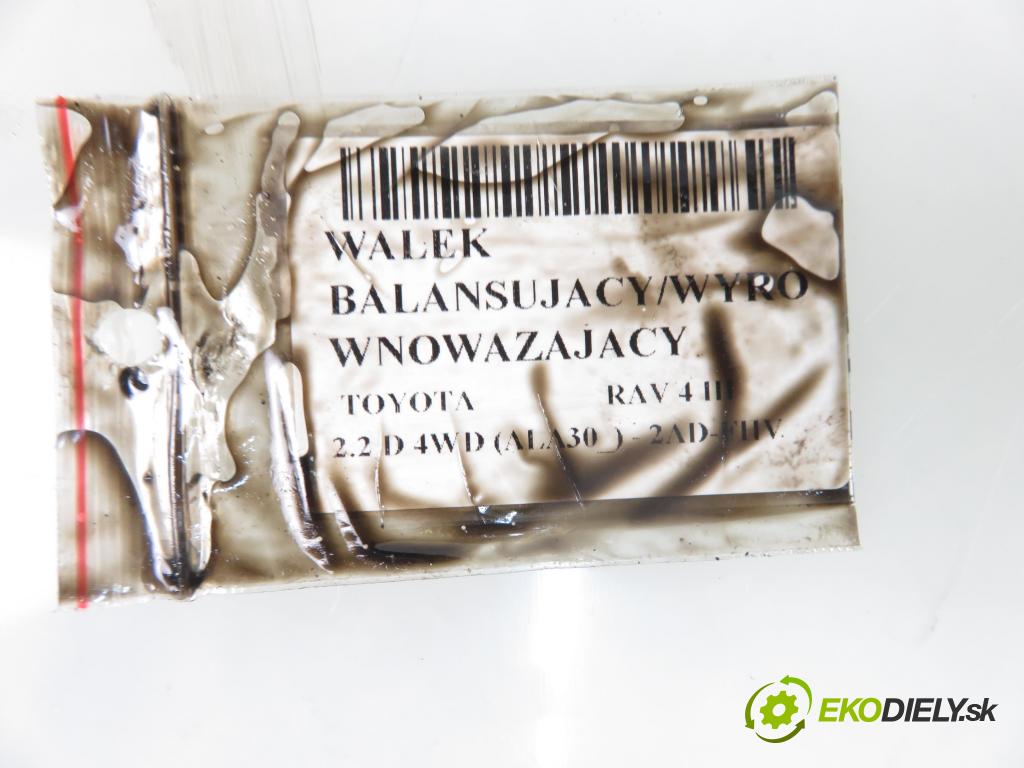 WALEK
BALANSUJACY/WYRO
WNOWAZAJACY
TOYOTA RAV 4 III
2.2 D 4WD (ALA30_) - 2AD-FHV
EKODIELY.sk